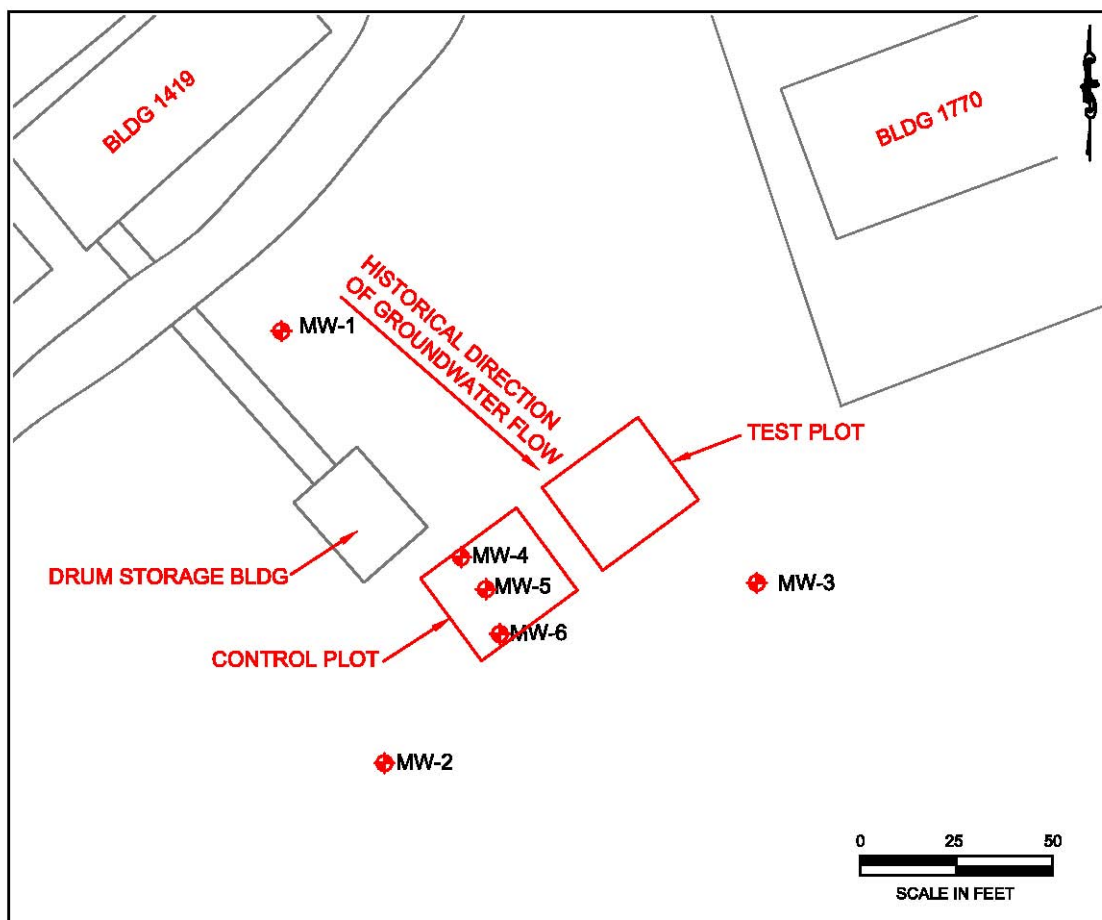 BLDG 1419
BLDG 1770
MW-1
HISTORICAL DIRECTION
OF GROUNDWATER FLOW
TEST PLOT
MW-4
DRUM STORAGE BLDG
MW-5
MW-3
MW-6
CONTROL PLOT
MW-2
0 25 50
SCALE IN FEET